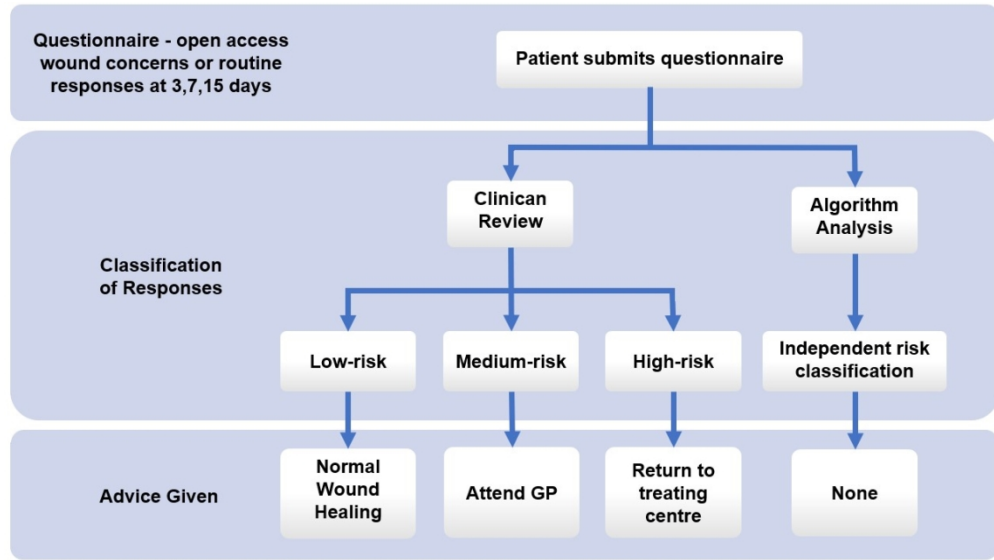 Questionnaire - open access
wound concerns or routine
responses at 3,7,15 days
Patient submits questionnaire
Clinican
Review
Algorithm
Analysis
Classification
of Responses
Low-risk
Medium-risk
High-risk
Independent risk
classification
Advice Given
Normal
Wound
Healing
Attend GP
Return to
treating
centre
None